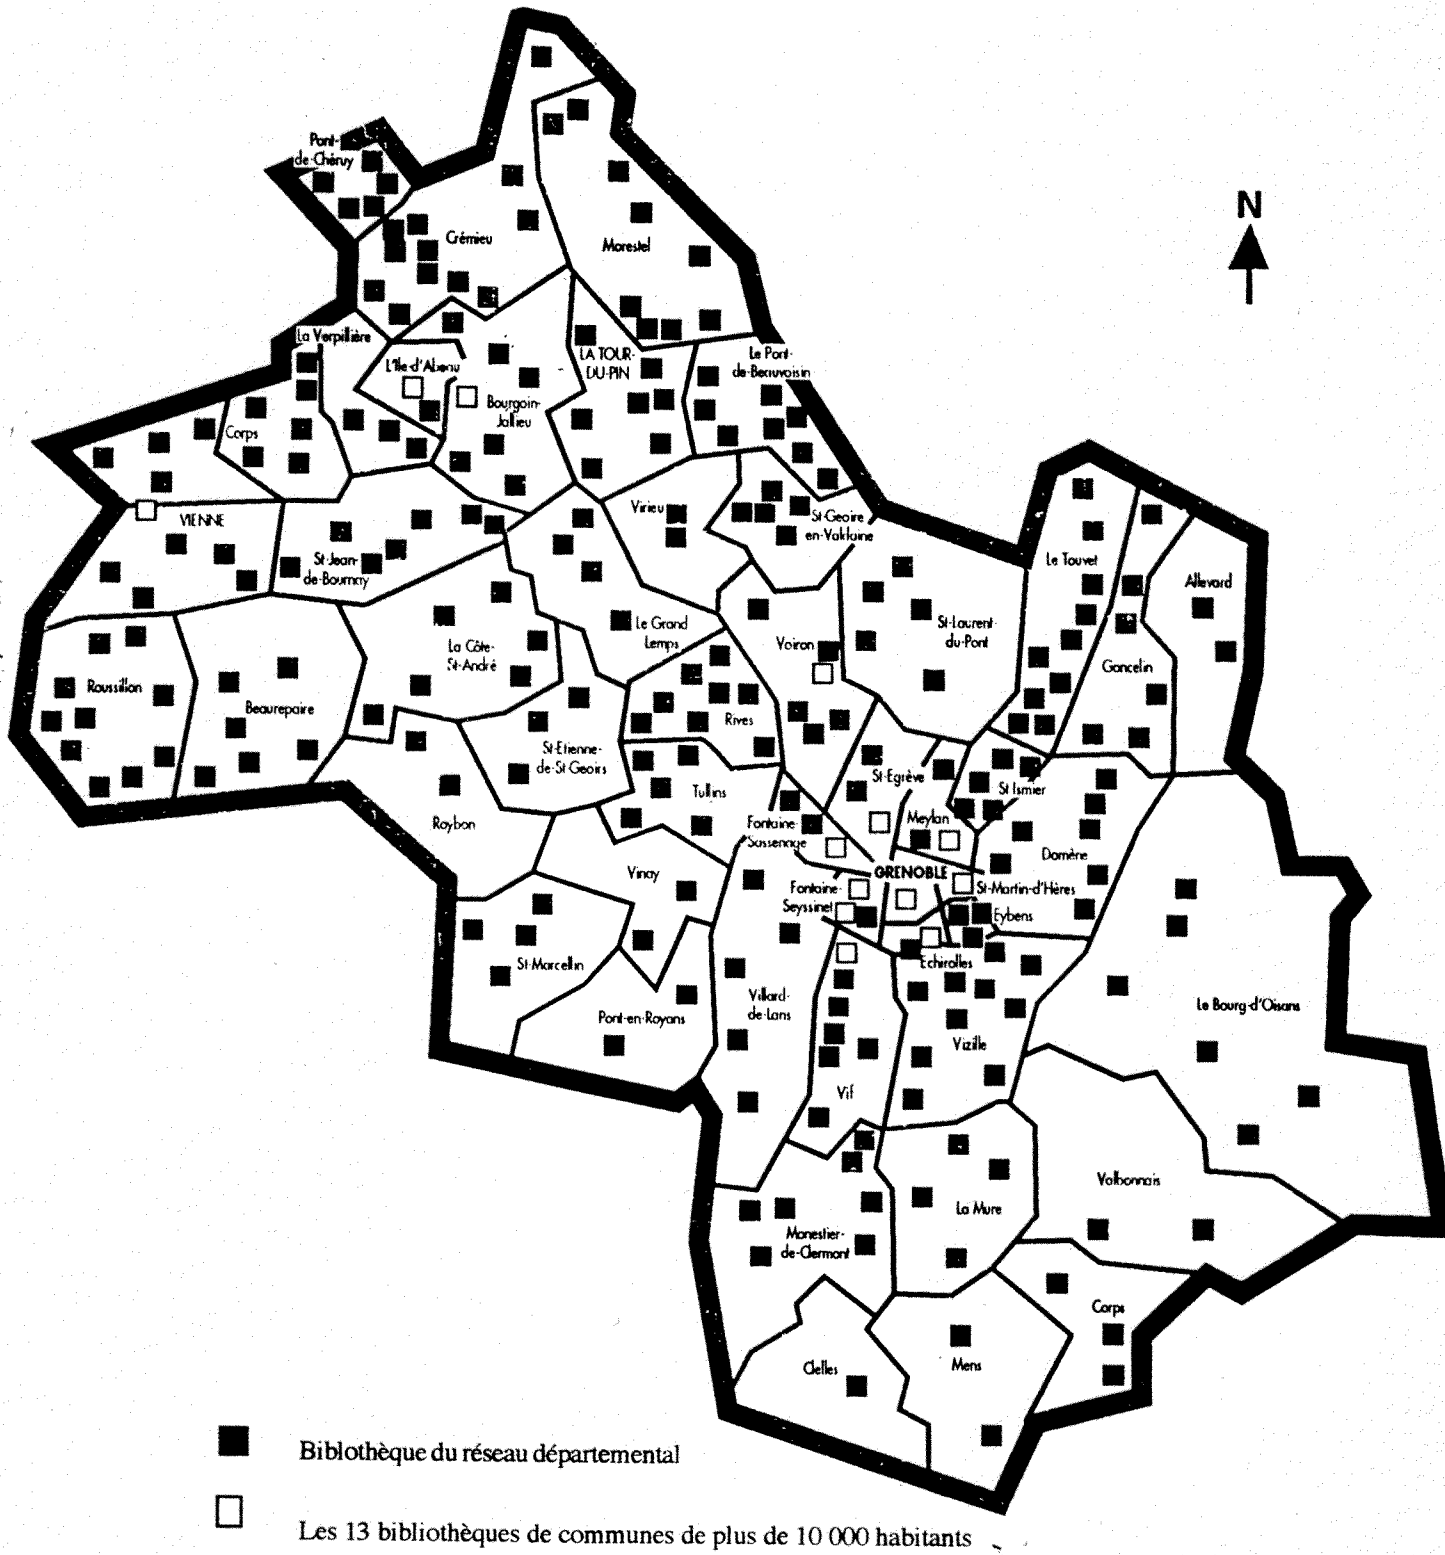 Pont-
de-Chéruy
N
Crémieu
Morestel
La Verpillière
L'Ile-d'Abeau
LA TOUR-
DU-PIN
Le Pont-
de-Beauvoisin
Bourgoin-
Jallieu
Corps
VIENNE
Virieu
St-Geoire
en-Valdaine
St-Jean-
de-Bournay
Le Touvet
Allevard
La Côte-
St-André
Le Grand
Lemps
Voiron
St-Laurent
du-Pont
Goncelin
Roussillon
Beaurepaire
Rives
St-Etienne-
de-St-Geoirs
St-Egrève
St Ismier
Tullins
Roybon
Fontaine-
Sassenage
Meylan
Domène
Vinay
GRENOBLE
Fontaine-
Seyssinet
St-Martin-d'Hères
Eybens
St-Marcellin
Echirolles
Villard-
de-Lans
Le Bourg-d'Oisans
Pont-en-Royans
Vizille
Vif
Valbonnais
La Mure
Monestier-
de-Clermont
Corps
Clelles
Mens
Biblothèque du réseau départemental
Les 13 bibliothèques de communes de plus de 10 000 habitants